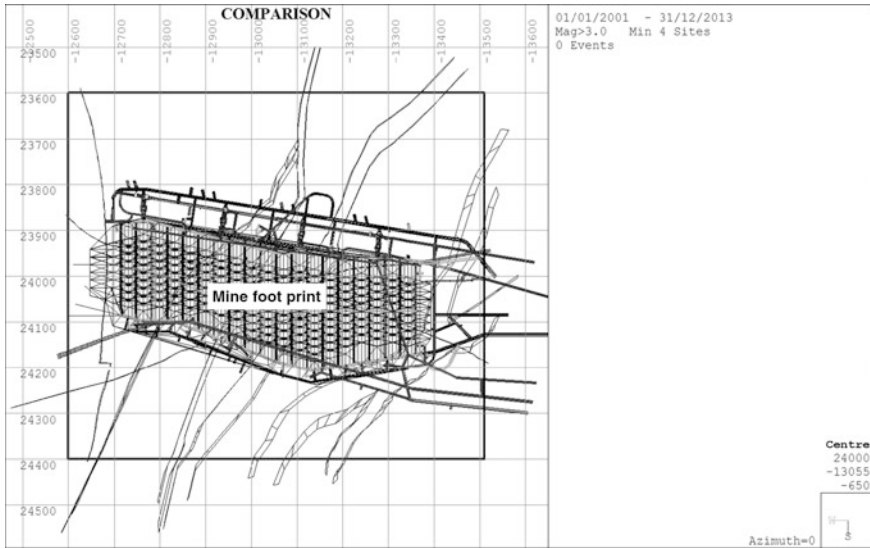 COMPARISON
-12500
-12600
-12700
-12800
-12900
-13000
-13100
-13200
-13300
-13400
-13500
-13600
23500
23600
23700
23800
23900
24000
24100
24200
24300
24400
24500
Mine foot print
01/01/2001 - 31/12/2013
Mag>3.0 Min 4 Sites
0 Events
Centre
24000
-13055
-650
Azimuth=0
W
S